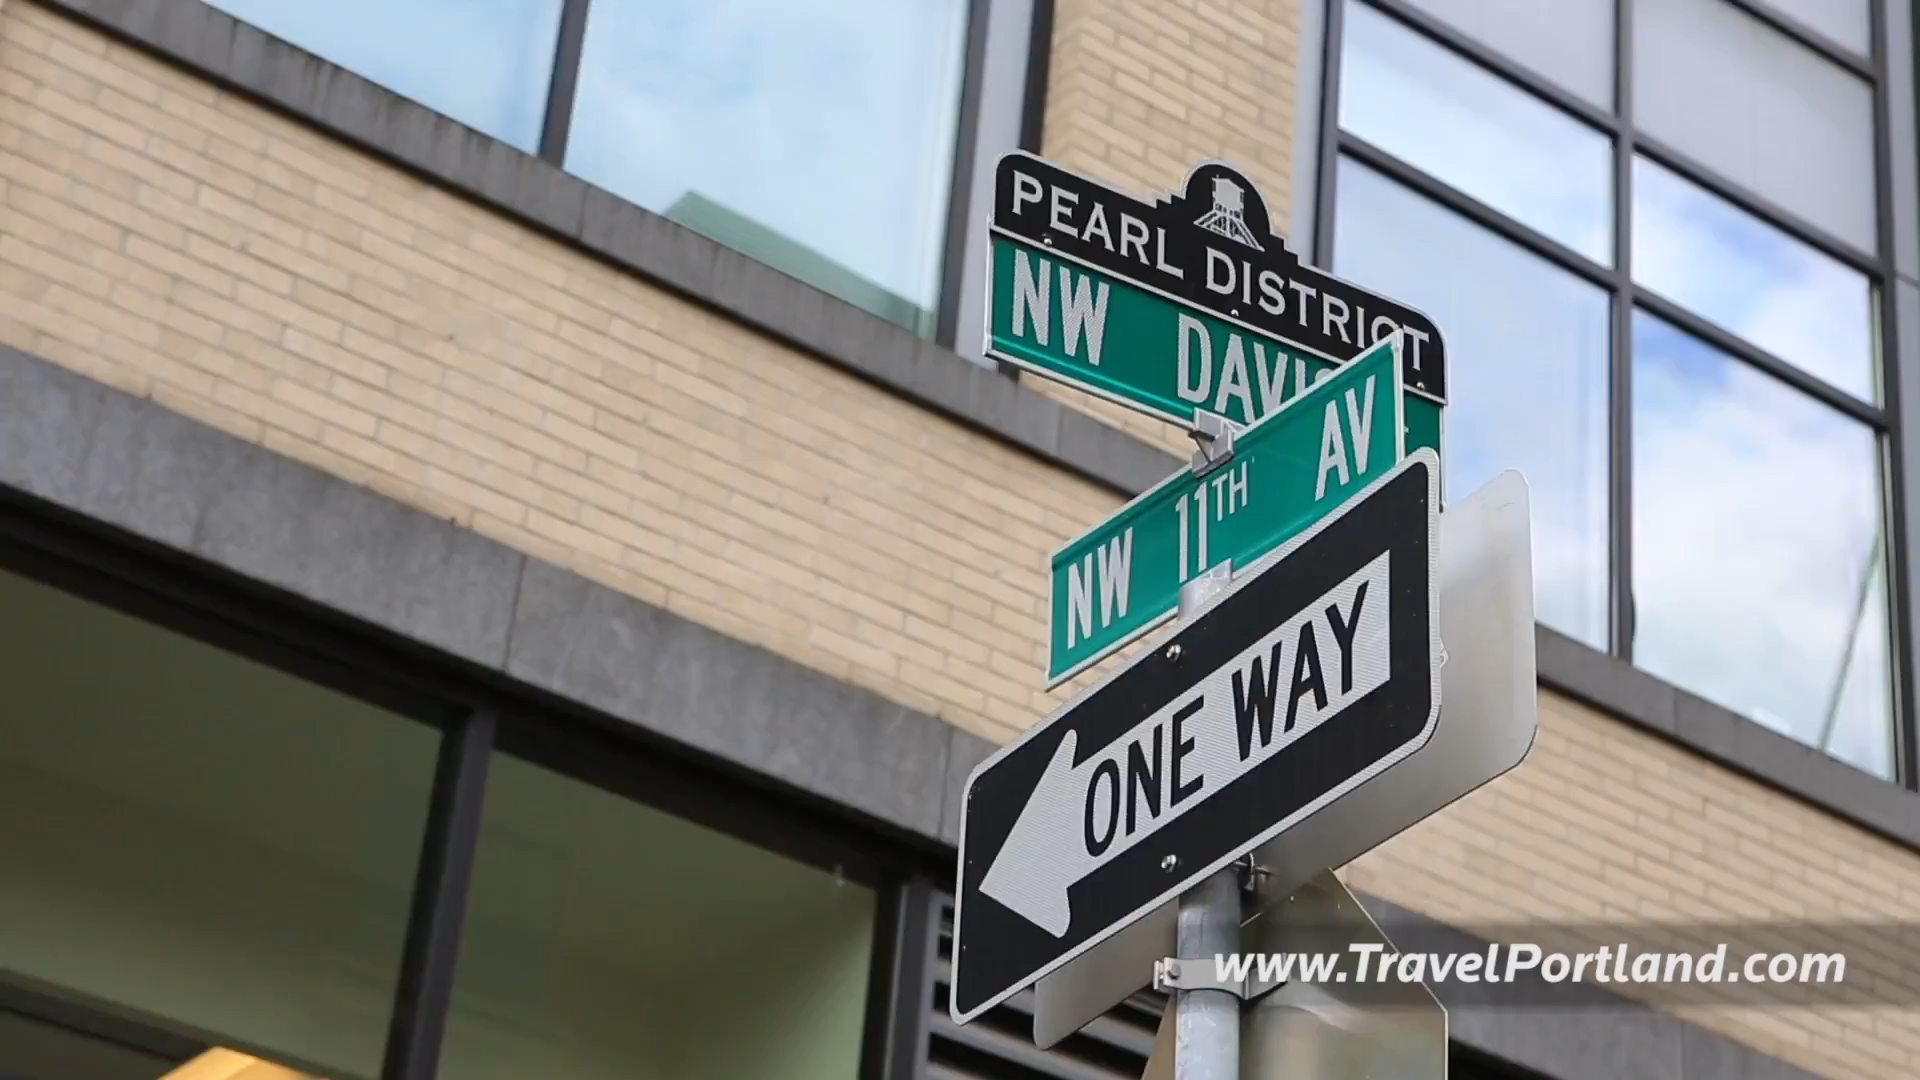 PEARL DISTRICT
NW DAVIS
NW 11TH AV
ONE WAY
www.TravelPortland.com